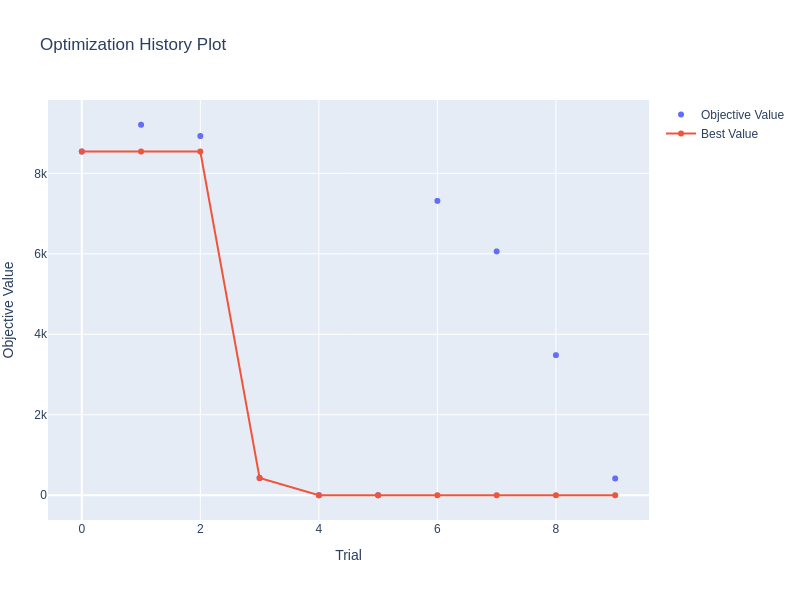 Optimization History Plot
Objective Value
Best Value
8k
6k
4k
2k
0
Objective Value
0 2 4 6 8
Trial